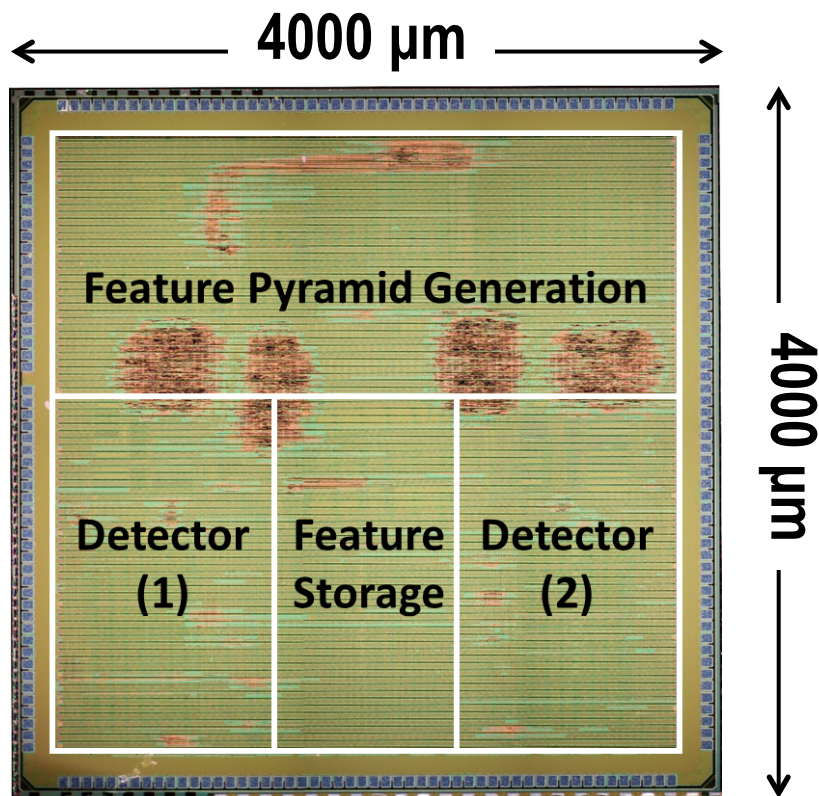 4000 µm
Feature Pyramid Generation
4000 µm
Detector
(1)
Feature
Storage
Detector
(2)